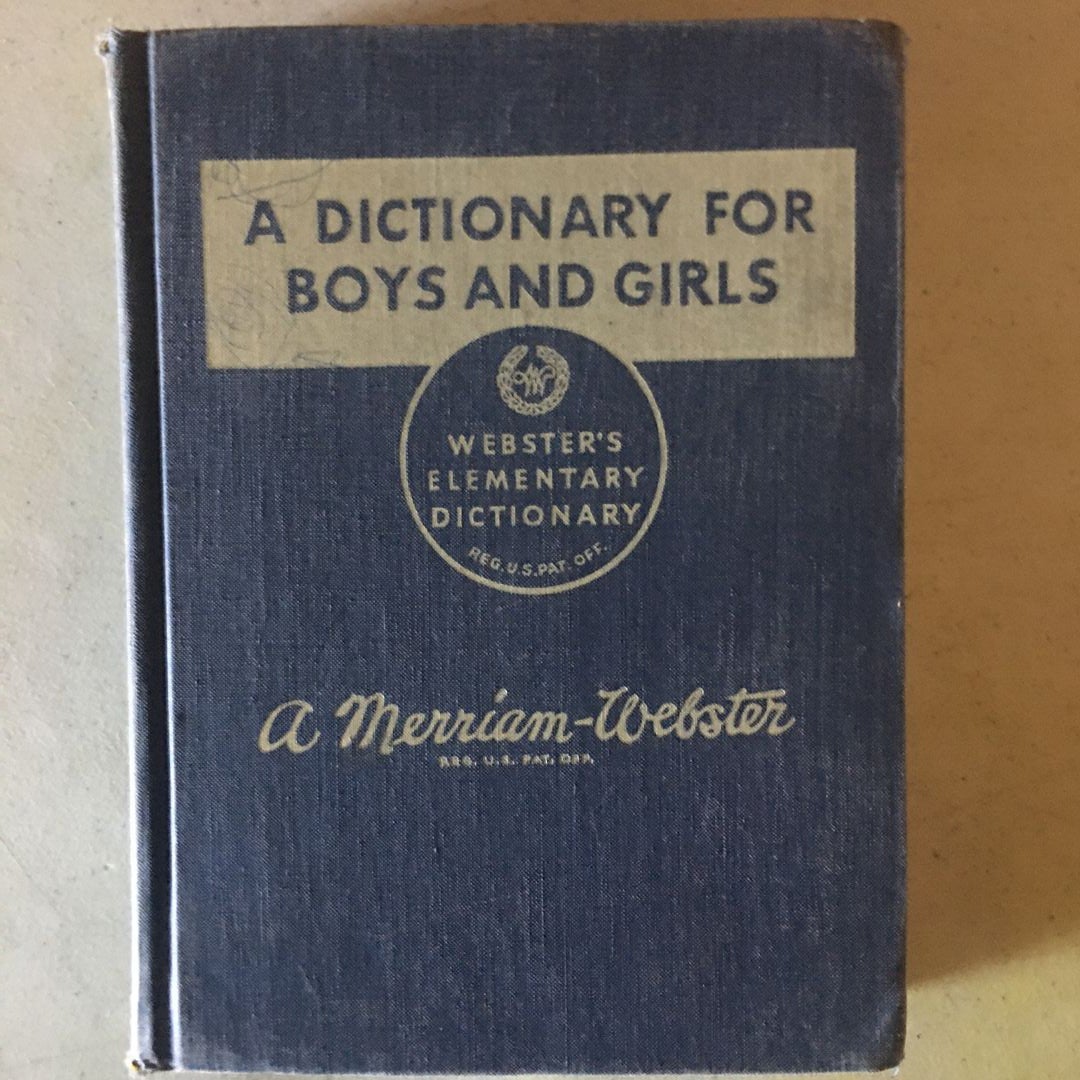 A DICTIONARY FOR
BOYS AND GIRLS
WEBSTER'S
ELEMENTARY
DICTIONARY
REG. U.S. PAT. OFF.
a Merriam-Webster
REG. U.S. PAT. OFF.